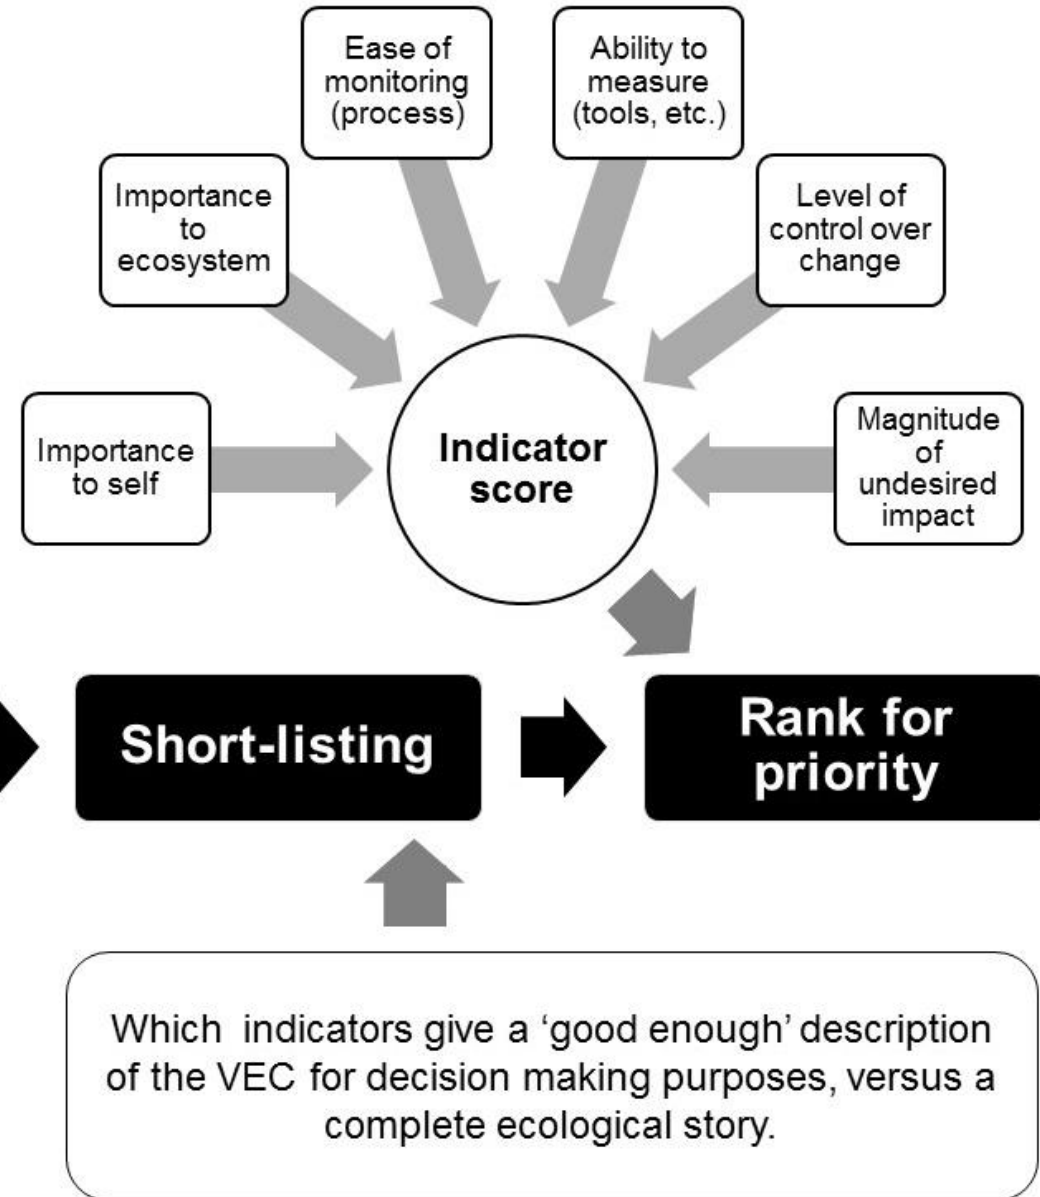 Ease of
monitoring
(process)
Ability to
measure
(tools, etc.)
Importance
to
ecosystem
Level of
control over
change
Importance
to self
Indicator
score
Magnitude
of
undesired
impact
Short-listing
Rank for
priority
Which indicators give a ‘good enough’ description
of the VEC for decision making purposes, versus a
complete ecological story.